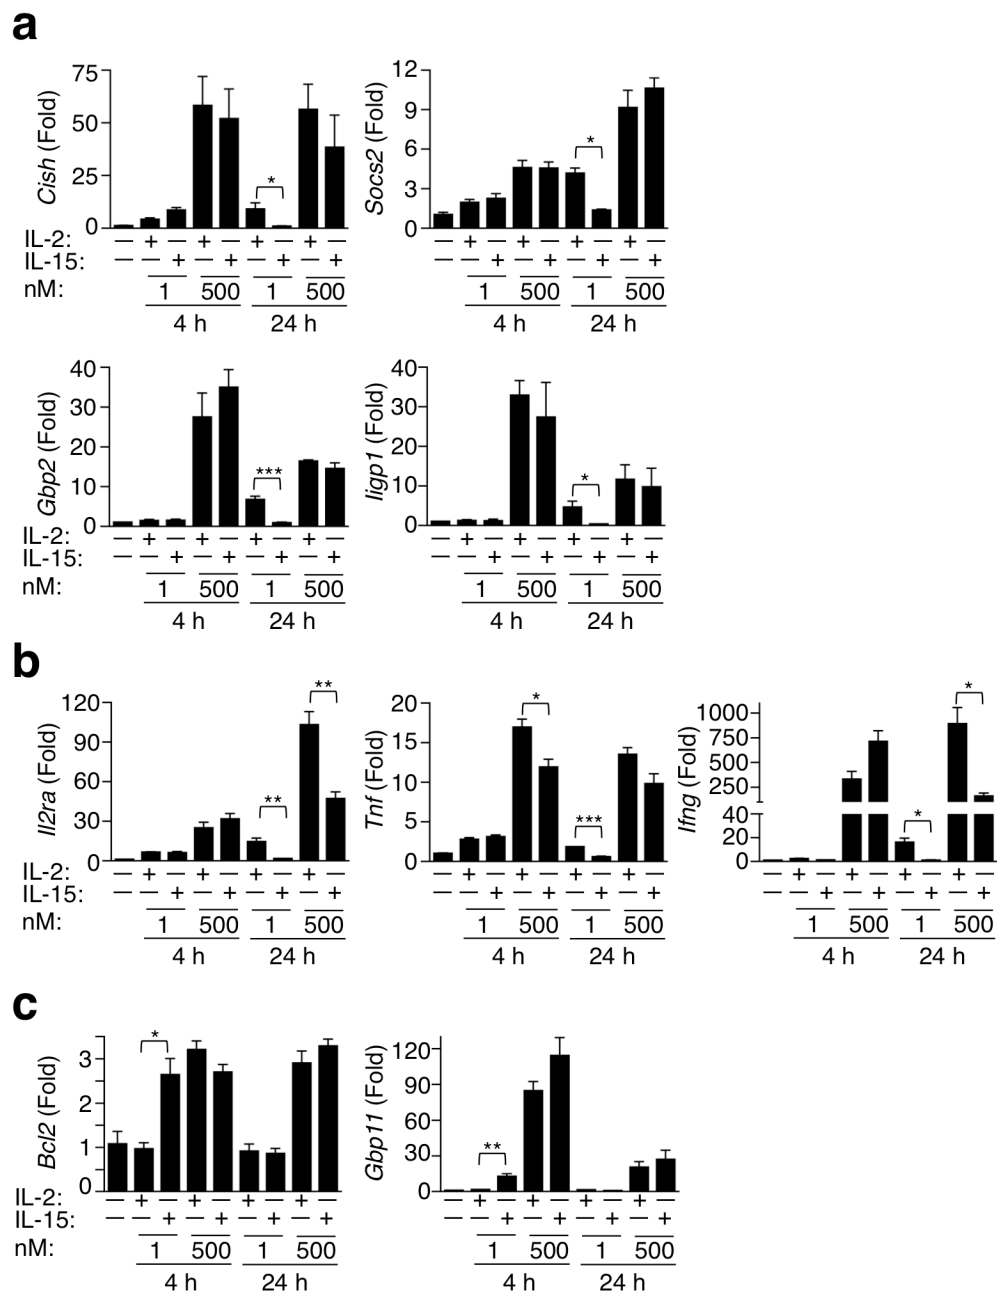 a
Cish (Fold)
75
50
25
0
*
IL-2: — + — + — + — + —
IL-15: — — + — + — + — +
nM: 1 500 1 500
4 h 24 h
Socs2 (Fold)
12
9
6
3
0
*
— + — + — + — + —
— — + — + — + — +
1 500 1 500
4 h 24 h
Gbp2 (Fold)
40
30
20
10
0
***
IL-2: — + — + — + — + —
IL-15: — — + — + — + — +
nM: 1 500 1 500
4 h 24 h
Iigp1 (Fold)
40
30
20
10
0
*
— + — + — + — + —
— — + — + — + — +
1 500 1 500
4 h 24 h
b
Il2ra (Fold)
120
90
60
30
0
**
**
IL-2: — + — + — + — + —
IL-15: — — + — + — + — +
nM: 1 500 1 500
4 h 24 h
Tnf (Fold)
20
15
10
5
0
*
***
— + — + — + — + —
— — + — + — + — +
1 500 1 500
4 h 24 h
Ifng (Fold)
1000
750
500
250
40
20
0
*
*
— + — + — + — + —
— — + — + — + — +
1 500 1 500
4 h 24 h
c
Bcl2 (Fold)
3
2
1
0
*
IL-2: — + — + — + — + —
IL-15: — — + — + — + — +
nM: 1 500 1 500
4 h 24 h
Gbp11 (Fold)
120
90
60
30
0
**
— + — + — + — + —
— — + — + — + — +
1 500 1 500
4 h 24 h